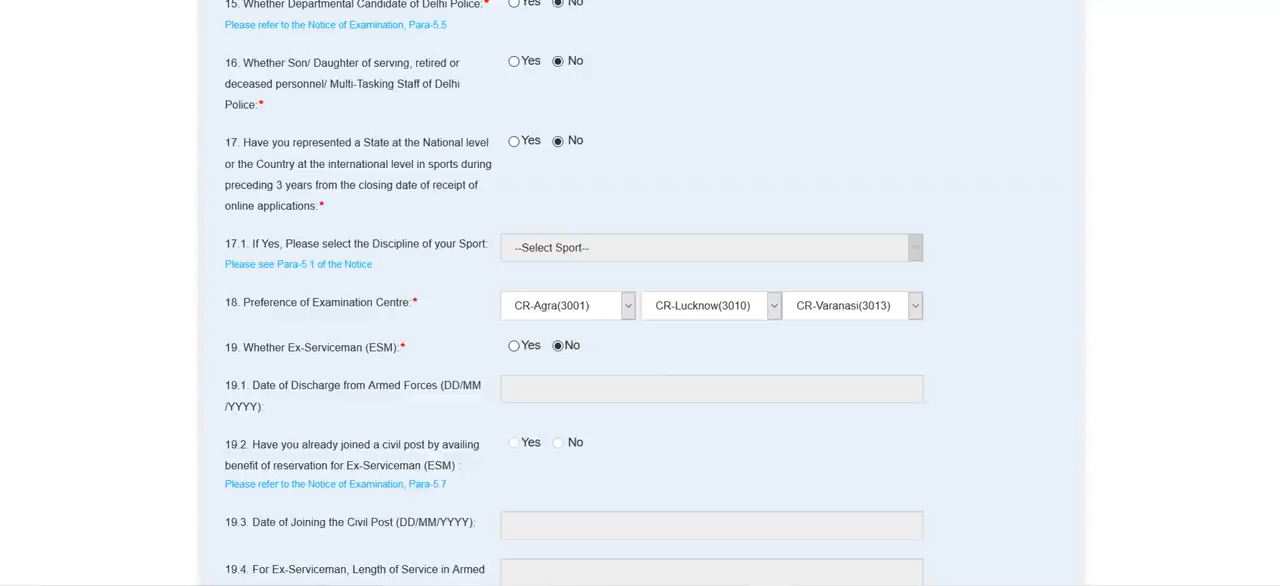 15. Whether Departmental Candidate of Delhi Police:* Yes No
Please refer to the Notice of Examination, Para-5.5
16. Whether Son/ Daughter of serving, retired or Yes No
deceased personnel/ Multi-Tasking Staff of Delhi
Police:*
17. Have you represented a State at the National level Yes No
or the Country at the international level in sports during
preceding 3 years from the closing date of receipt of
online applications:*
17.1. If Yes, Please select the Discipline of your Sport: --Select Sport--
Please see Para-5.1 of the Notice
18. Preference of Examination Centre:* CR-Agra(3001) CR-Lucknow(3010) CR-Varanasi(3013)
19. Whether Ex-Serviceman (ESM):* Yes No
19.1. Date of Discharge from Armed Forces (DD/MM
/YYYY):
19.2. Have you already joined a civil post by availing Yes No
benefit of reservation for Ex-Serviceman (ESM) :
Please refer to the Notice of Examination, Para-5.7
19.3. Date of Joining the Civil Post (DD/MM/YYYY):
19.4. For Ex-Serviceman, Length of Service in Armed